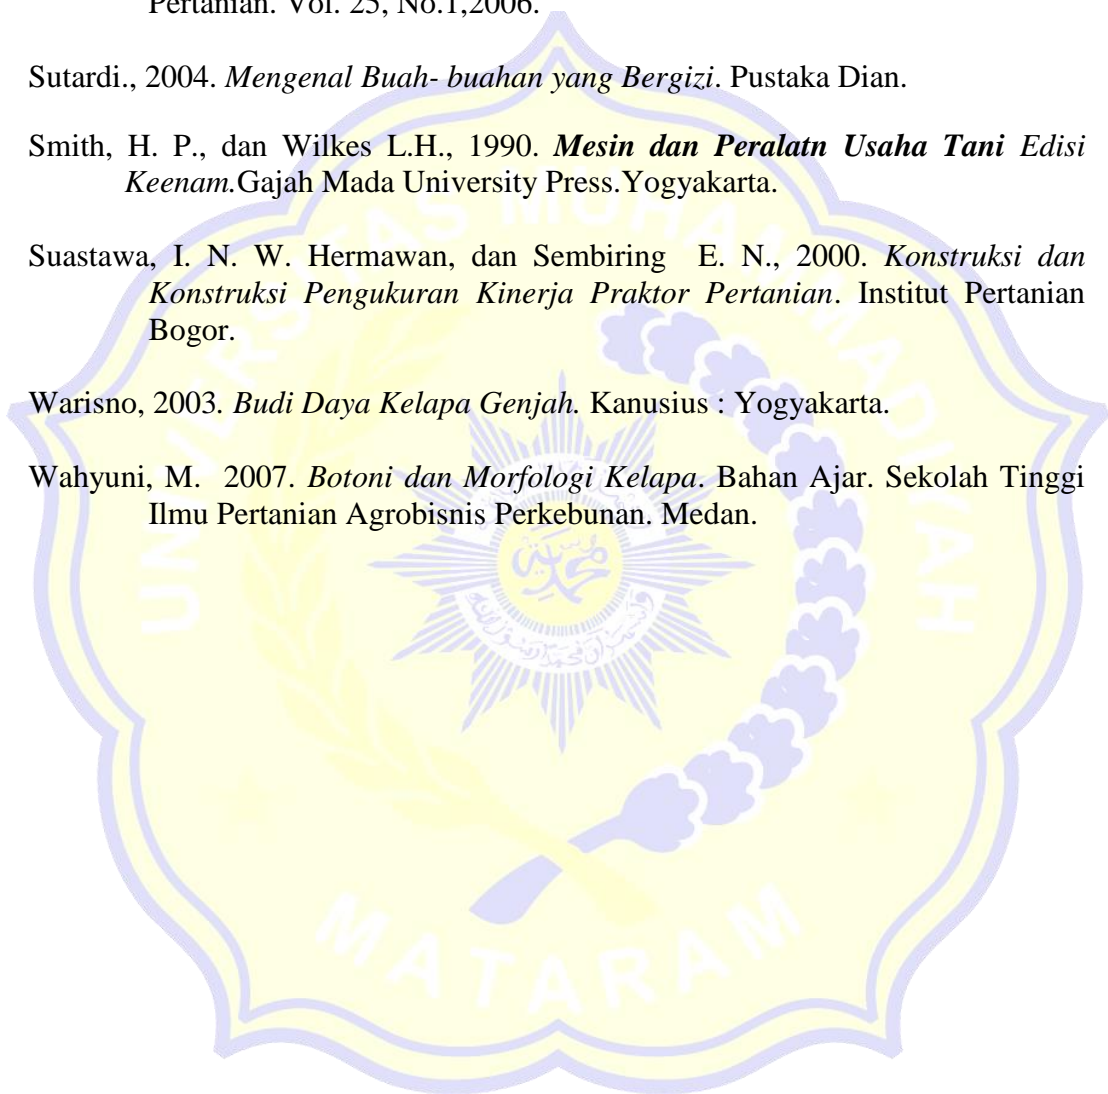 Pertanian. Vol. 25, No.1,2006.
Sutardi., 2004. Mengenal Buah- buahan yang Bergizi. Pustaka Dian.
Smith, H. P., dan Wilkes L.H., 1990. Mesin dan Peralatn Usaha Tani Edisi
Keenam.Gajah Mada University Press.Yogyakarta.
Suastawa, I. N. W. Hermawan, dan Sembiring E. N., 2000. Konstruksi dan
Konstruksi Pengukuran Kinerja Praktor Pertanian. Institut Pertanian
Bogor.
Warisno, 2003. Budi Daya Kelapa Genjah. Kanusius : Yogyakarta.
Wahyuni, M. 2007. Botoni dan Morfologi Kelapa. Bahan Ajar. Sekolah Tinggi
Ilmu Pertanian Agrobisnis Perkebunan. Medan.
UNIVERSITAS MUHAMMADIYAH
MATARAM